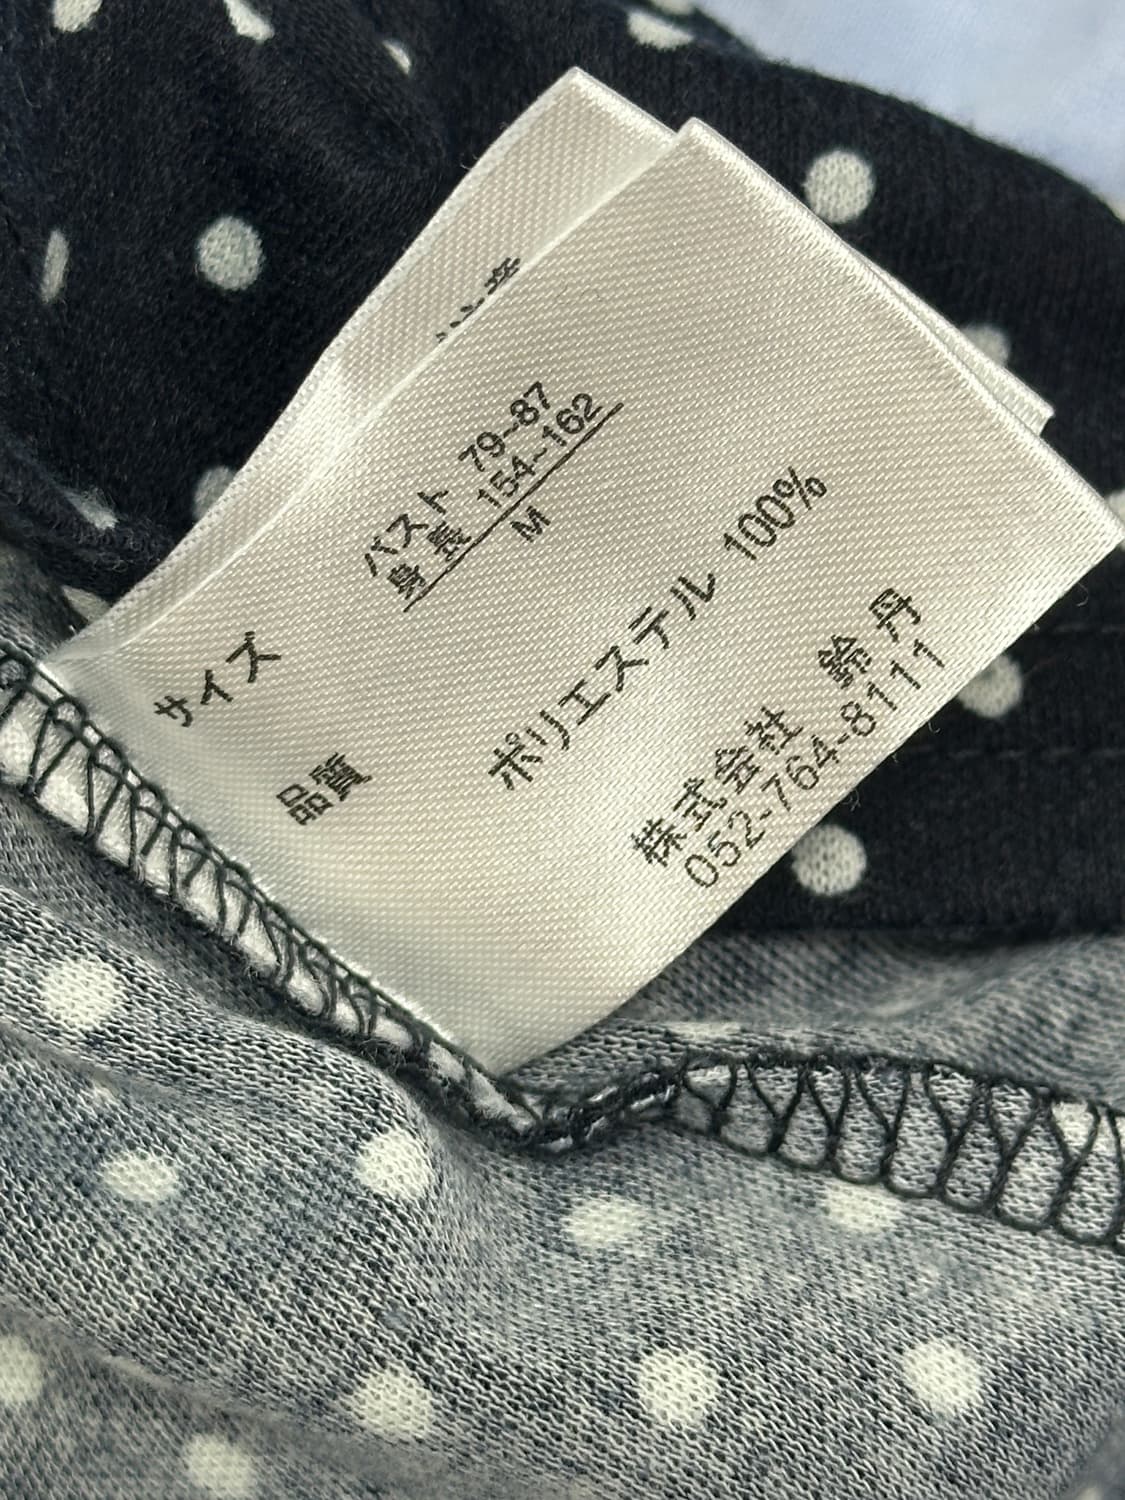 サイズ
バスト 79~87
身長 154~162
M
品質
ポリエステル 100%
株式会社 鈴丹
052-764-8111